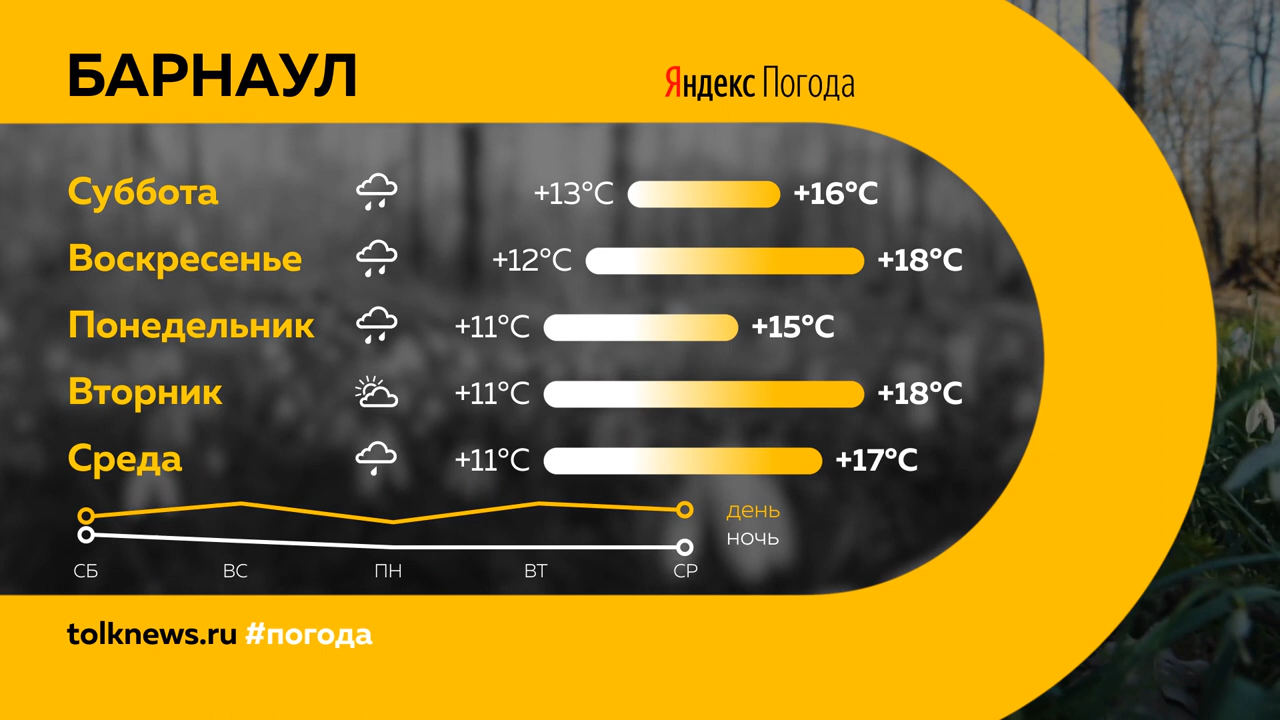 БАРНАУЛ
Яндекс Погода
Суббота +13°C +16°C
Воскресенье +12°C +18°C
Понедельник +11°C +15°C
Вторник +11°C +18°C
Среда +11°C +17°C
день
ночь
СБ ВС ПН ВТ СР
tolknews.ru #погода